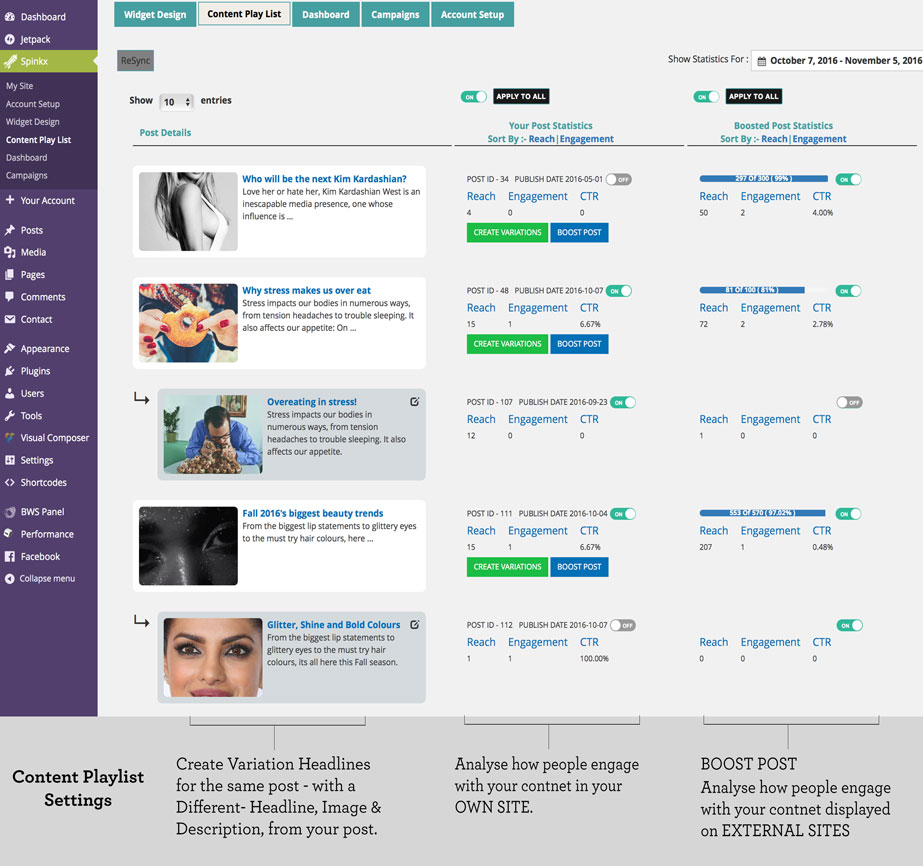 Dashboard
Jetpack
Spinkx
My Site
Account Setup
Widget Design
Content Play List
Dashboard
Campaigns
Your Account
Posts
Media
Pages
Comments
Contact
Appearance
Plugins
Users
Tools
Visual Composer
Settings
Shortcodes
BWS Panel
Performance
Facebook
Collapse menu
Widget Design Content Play List Dashboard Campaigns Account Setup
ReSync
Show Statistics For : October 7, 2016 - November 5, 2016
Show 10 entries
ON APPLY TO ALL
ON APPLY TO ALL
Post Details
Your Post Statistics
Sort By :- Reach|Engagement
Boosted Post Statistics
Sort By :- Reach|Engagement
Who will be the next Kim Kardashian?
Love her or hate her, Kim Kardashian West is an
inescapable media presence, one whose
influence is ...
POST ID - 34 PUBLISH DATE 2016-05-01 OFF
Reach Engagement CTR
4 0 0
CREATE VARIATIONS BOOST POST
297 Of 300 ( 99% ) ON
Reach Engagement CTR
50 2 4.00%
Why stress makes us over eat
Stress impacts our bodies in numerous ways,
from tension headaches to trouble sleeping. It
also affects our appetite: On ...
POST ID - 48 PUBLISH DATE 2016-10-07 ON
Reach Engagement CTR
15 1 6.67%
CREATE VARIATIONS BOOST POST
81 Of 100 ( 81% ) ON
Reach Engagement CTR
72 2 2.78%
Overeating in stress!
Stress impacts our bodies in
numerous ways, from tension
headaches to trouble sleeping. It also
affects our appetite.
POST ID - 107 PUBLISH DATE 2016-09-23 ON
Reach Engagement CTR
12 0 0
OFF
Reach Engagement CTR
1 0 0
Fall 2016's biggest beauty trends
From the biggest lip statements to glittery eyes
to the must try hair colours, here ...
POST ID - 111 PUBLISH DATE 2016-10-04 ON
Reach Engagement CTR
15 1 6.67%
CREATE VARIATIONS BOOST POST
553 Of 570 ( 97.02% ) ON
Reach Engagement CTR
207 1 0.48%
Glitter, Shine and Bold Colours
From the biggest lip statements to
glittery eyes to the must try hair
colours, its all here this Fall season.
POST ID - 112 PUBLISH DATE 2016-10-07 OFF
Reach Engagement CTR
1 1 100.00%
ON
Reach Engagement CTR
0 0 0
Content Playlist
Settings
Create Variation Headlines
for the same post - with a
Different- Headline, Image &
Description, from your post.
Analyse how people engage
with your contnet in your
OWN SITE.
BOOST POST
Analyse how people engage
with your contnet displayed
on EXTERNAL SITES